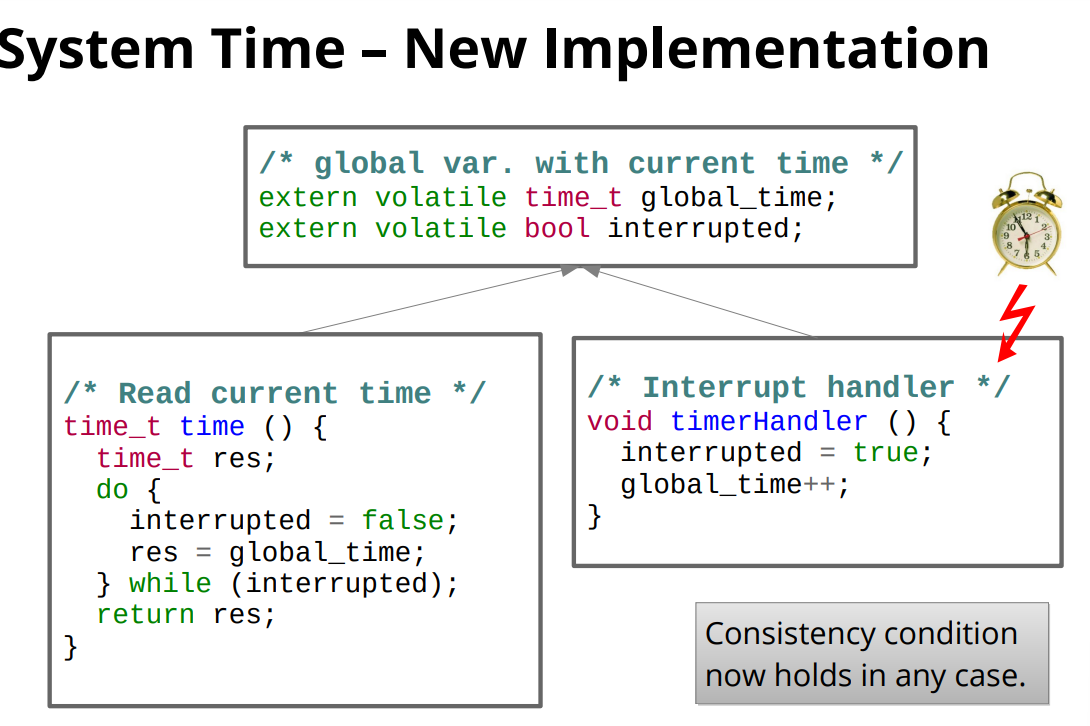 System Time – New Implementation
/* global var. with current time */
extern volatile time_t global_time;
extern volatile bool interrupted;
/* Read current time */
time_t time () {
  time_t res;
  do {
    interrupted = false;
    res = global_time;
  } while (interrupted);
  return res;
}
/* Interrupt handler */
void timerHandler () {
  interrupted = true;
  global_time++;
}
Consistency condition
now holds in any case.